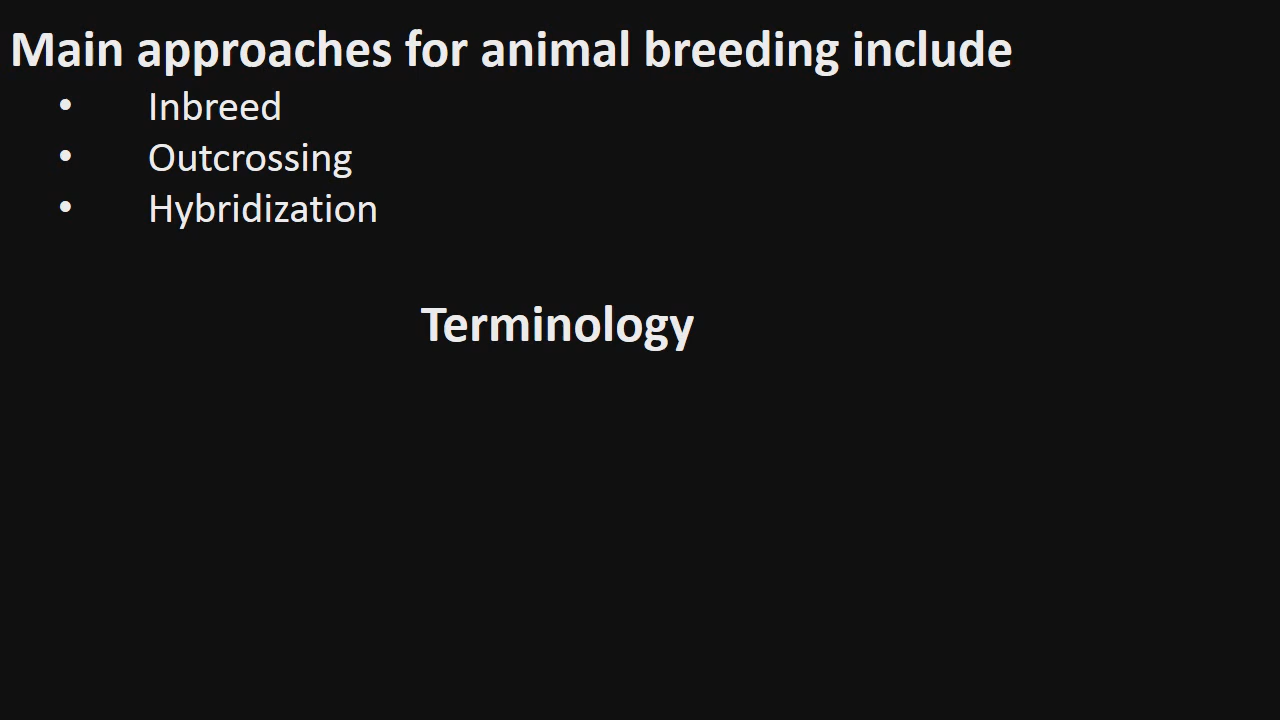 Main approaches for animal breeding include
• Inbreed
• Outcrossing
• Hybridization
Terminology